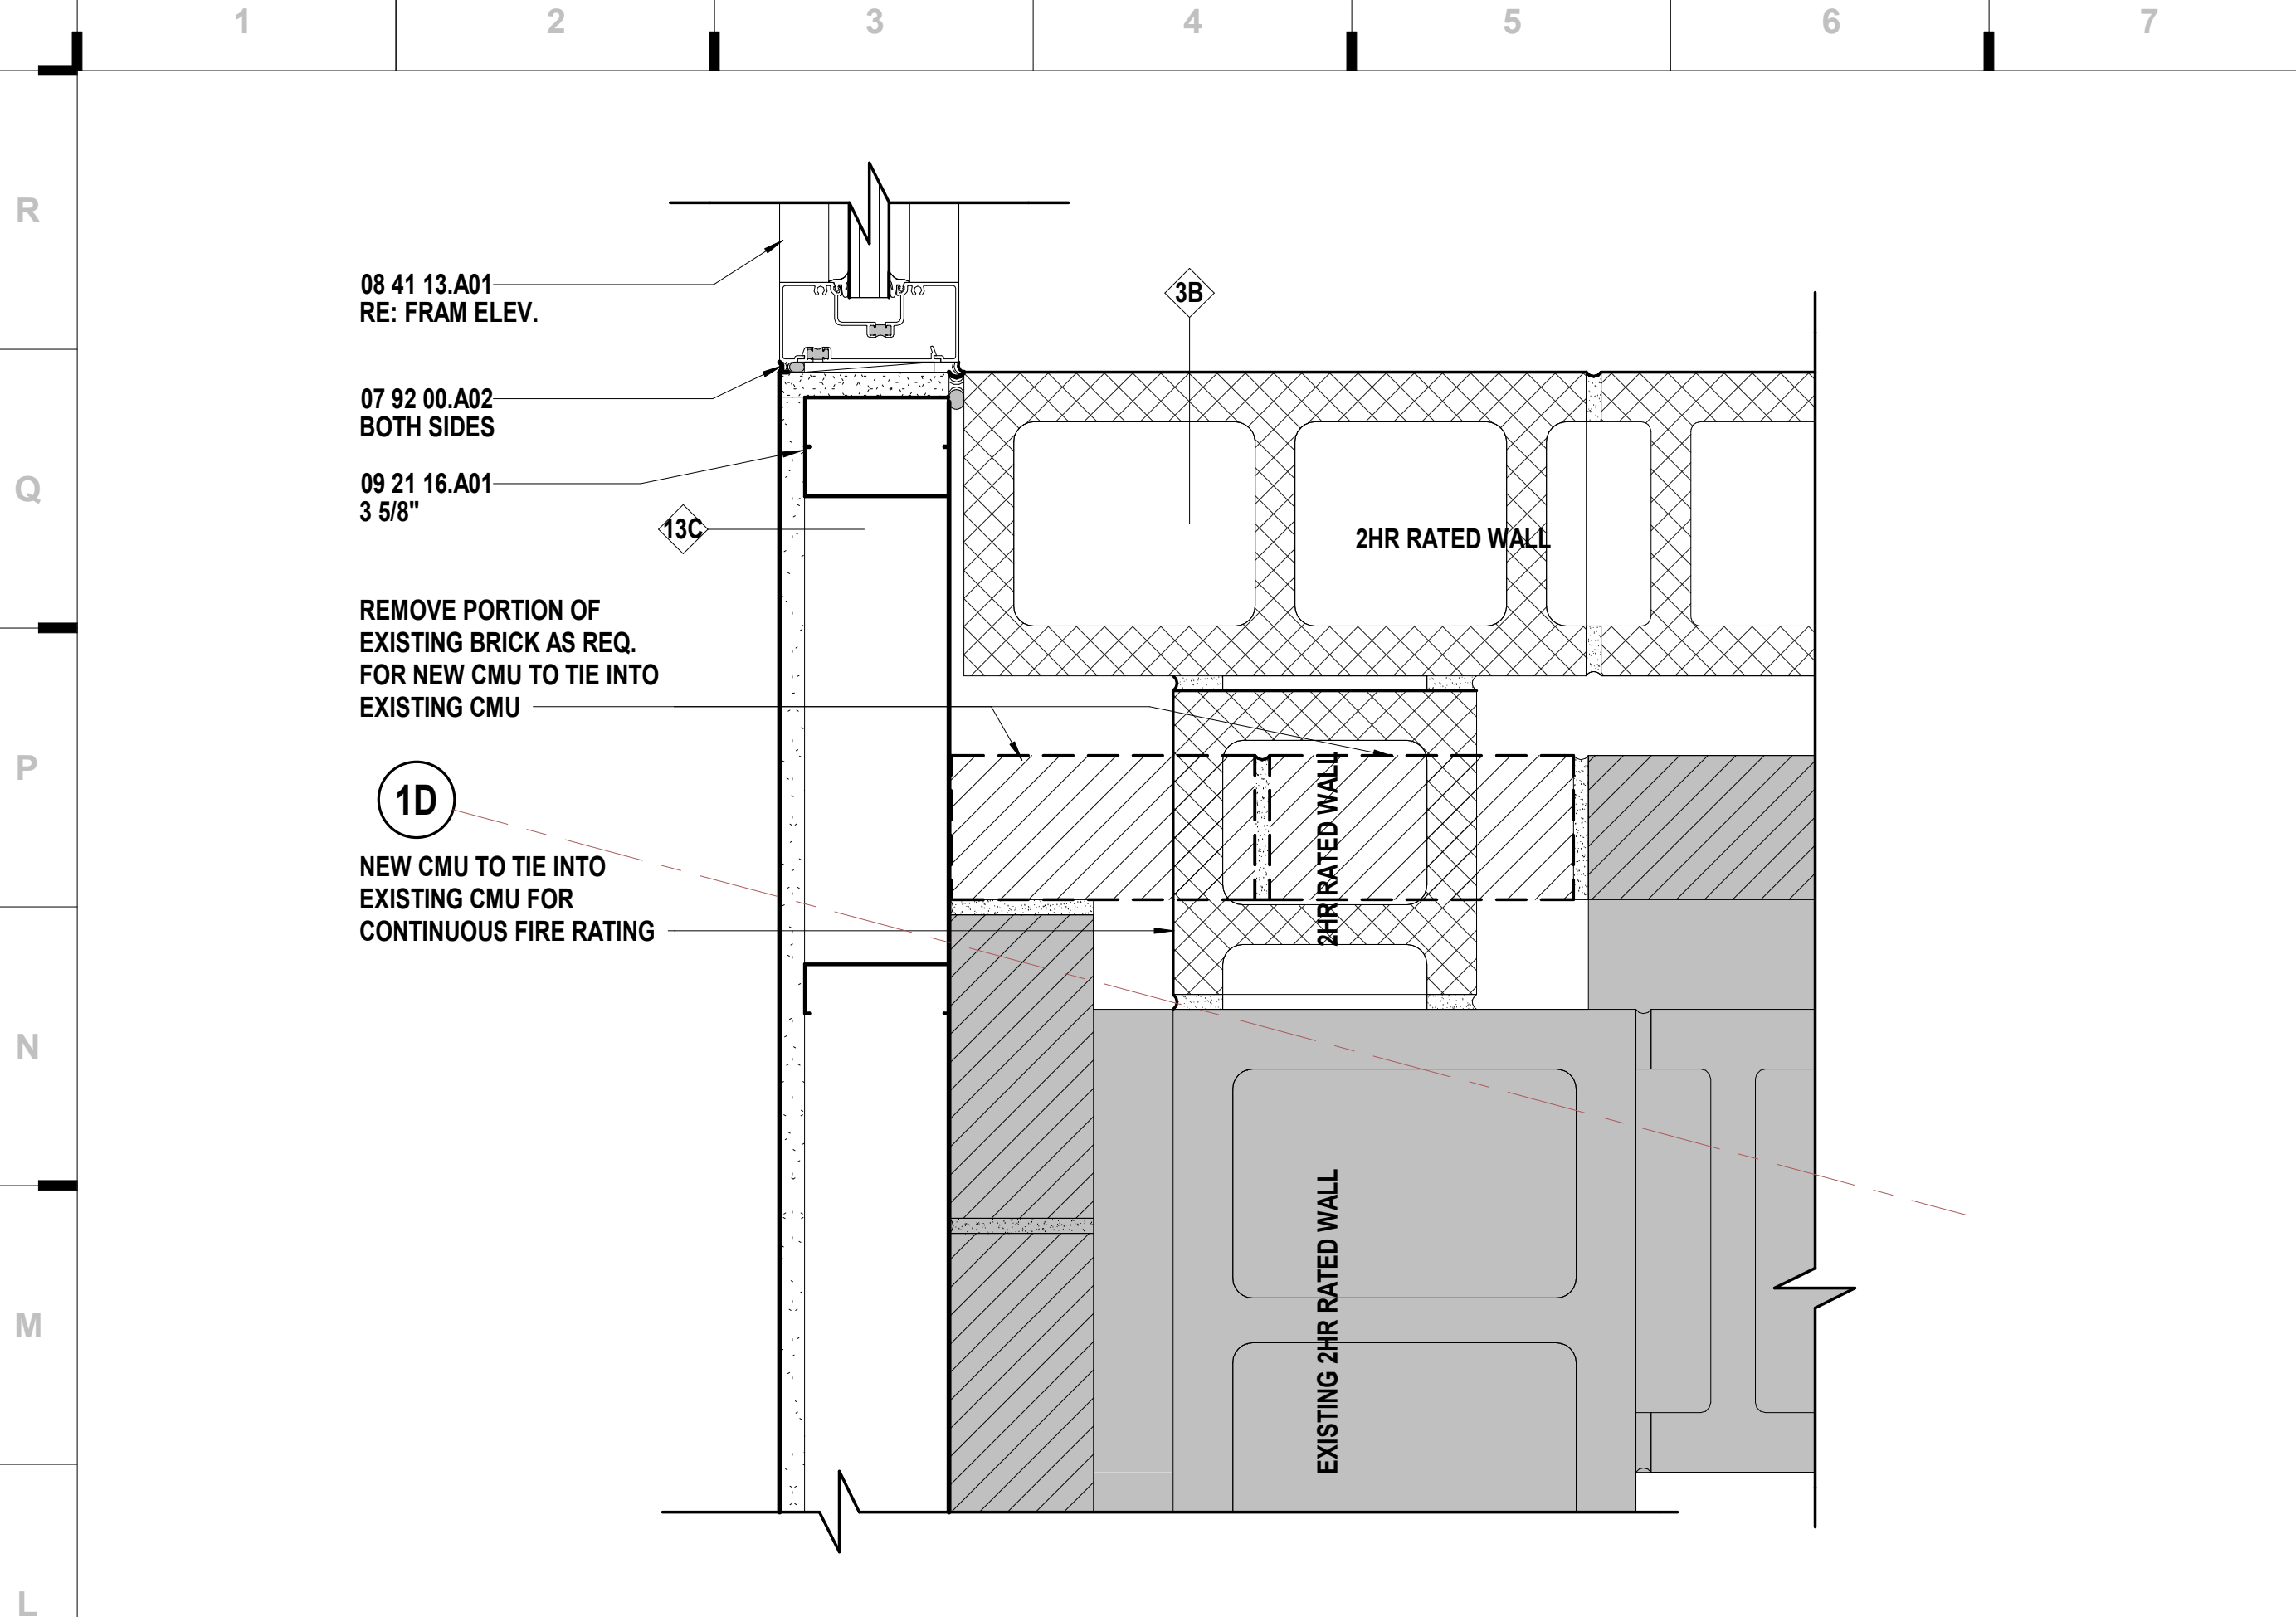 1 2 3 4 5 6 7
R
08 41 13.A01
RE: FRAM ELEV.
3B
07 92 00.A02
BOTH SIDES
Q
09 21 16.A01
3 5/8"
13C
2HR RATED WALL
REMOVE PORTION OF
EXISTING BRICK AS REQ.
FOR NEW CMU TO TIE INTO
EXISTING CMU
P
1D
2HR RATED WALL
NEW CMU TO TIE INTO
EXISTING CMU FOR
CONTINUOUS FIRE RATING
N
EXISTING 2HR RATED WALL
M
L